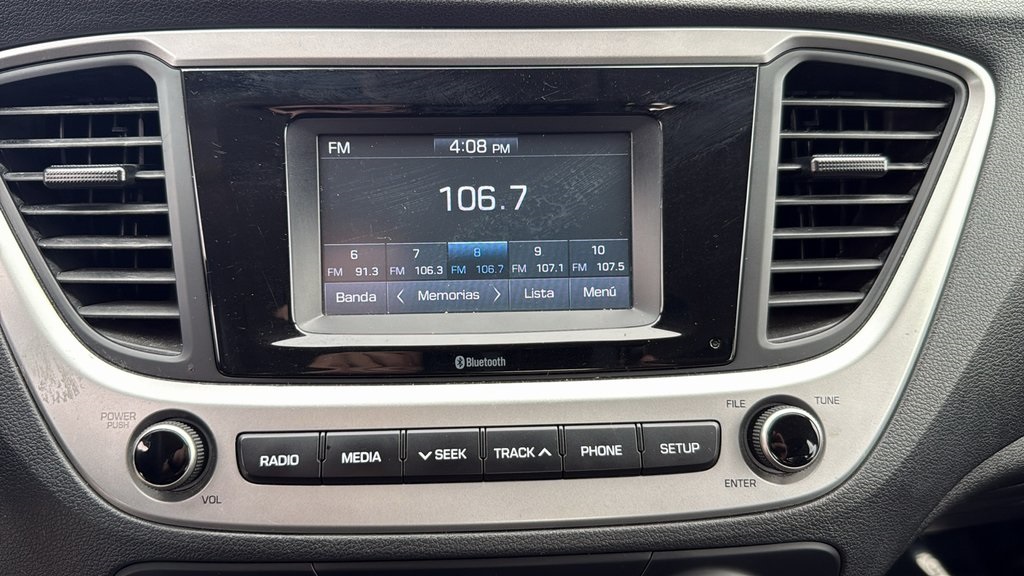 FM 4:08 PM
106.7
6 7 8 9 10
FM 91.3 FM 106.3 FM 106.7 FM 107.1 FM 107.5
Banda < Memorias > Lista Menú
Bluetooth
POWER
PUSH
VOL
RADIO MEDIA SEEK TRACK PHONE SETUP
FILE TUNE
ENTER